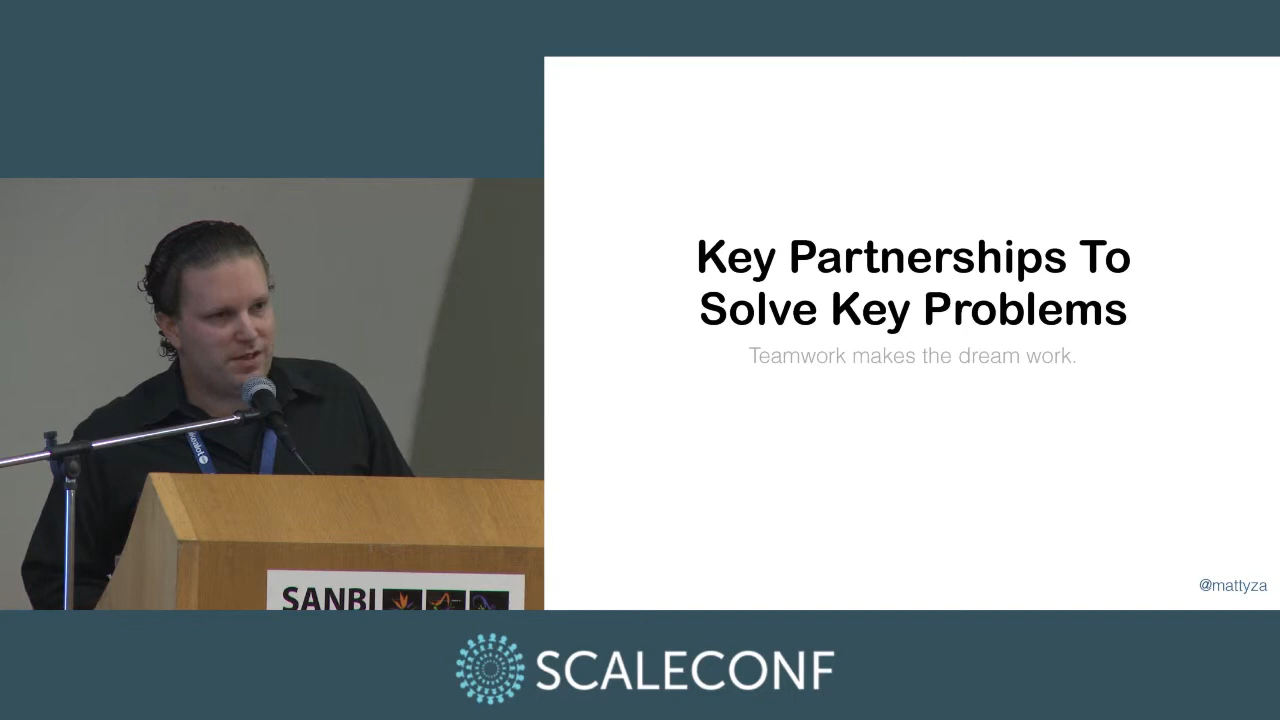 Key Partnerships To
Solve Key Problems
Teamwork makes the dream work.
@mattyza
SANBI
SCALECONF